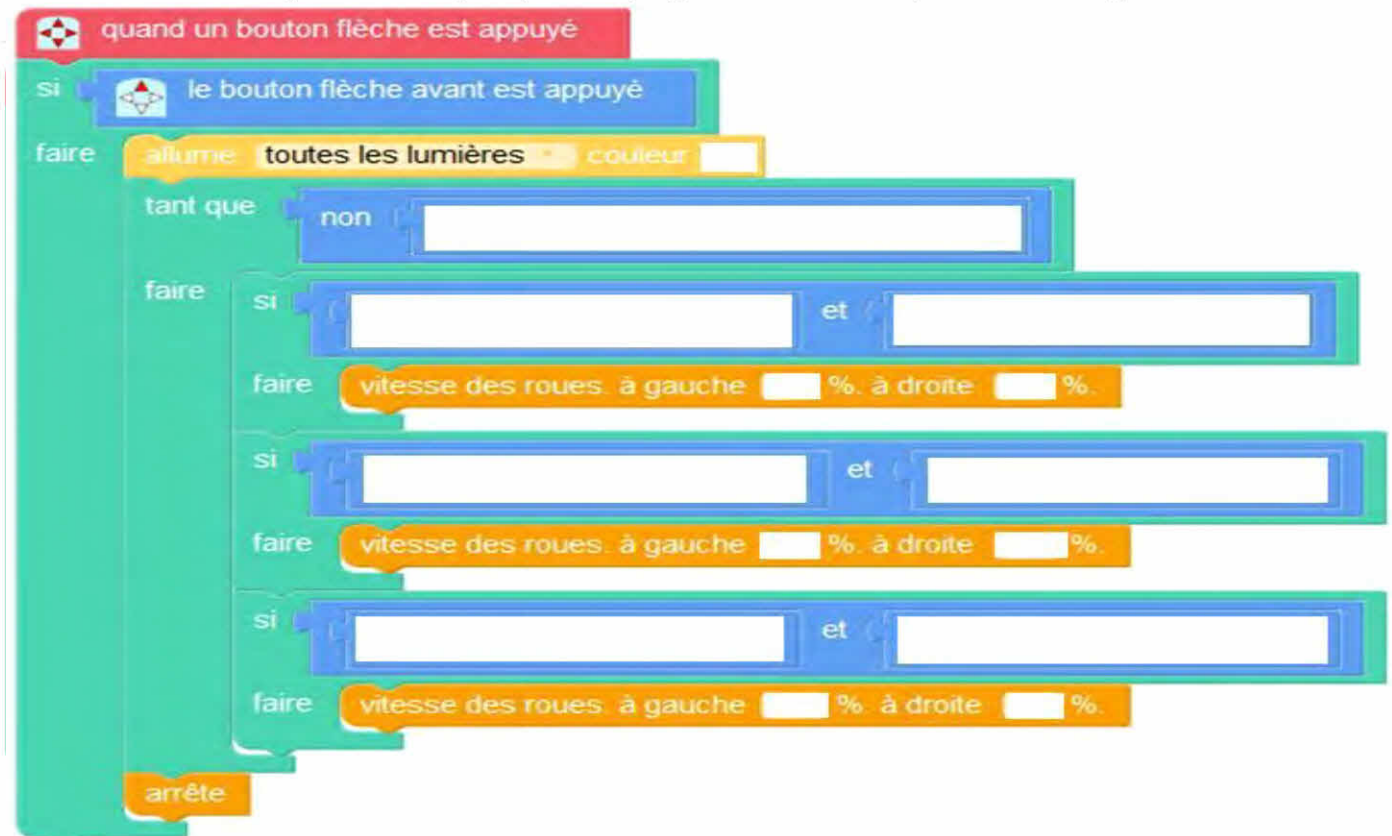 quand un bouton flèche est appuyé
si le bouton flèche avant est appuyé
faire allume toutes les lumières couleur
tant que non
faire si et
faire vitesse des roues. à gauche %. à droite %.
si et
faire vitesse des roues. à gauche %. à droite %.
si et
faire vitesse des roues. à gauche % à droite %.
arrête